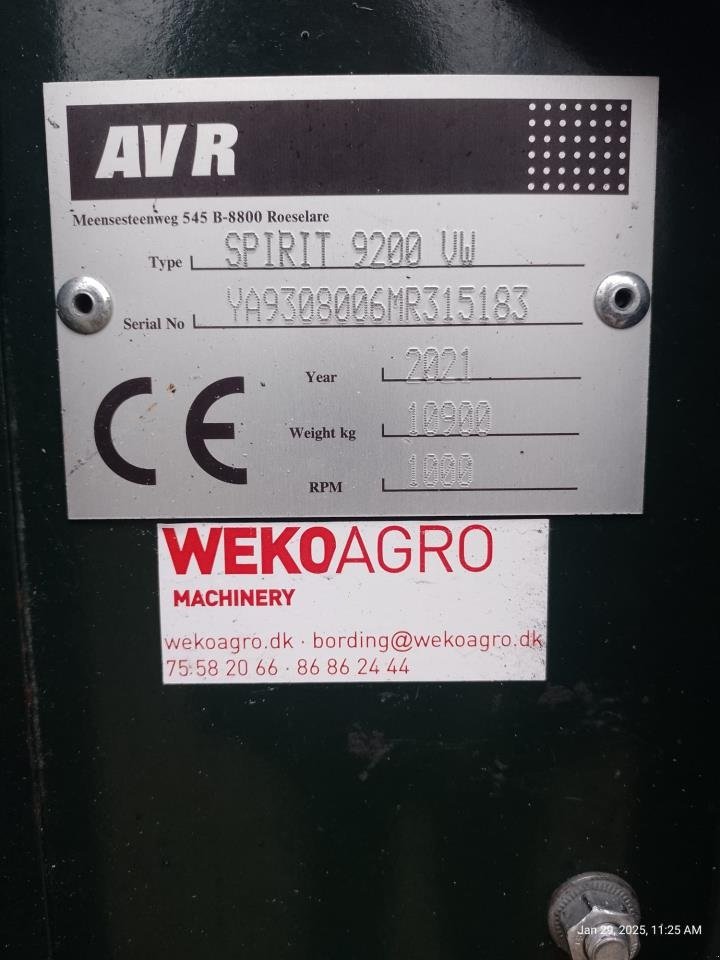 AVR
Meensesteenweg 545 B-8800 Roeselare
Type SPIRIT 9200 VW
Serial No YA9308006MR315183
Year 2021
Weight kg 10900
RPM 1000
CE
WEKOAGRO
MACHINERY
wekoagro.dk · bording@wekoagro.dk
75 58 20 66 · 86 86 24 44
Jan 29, 2025, 11:25 AM